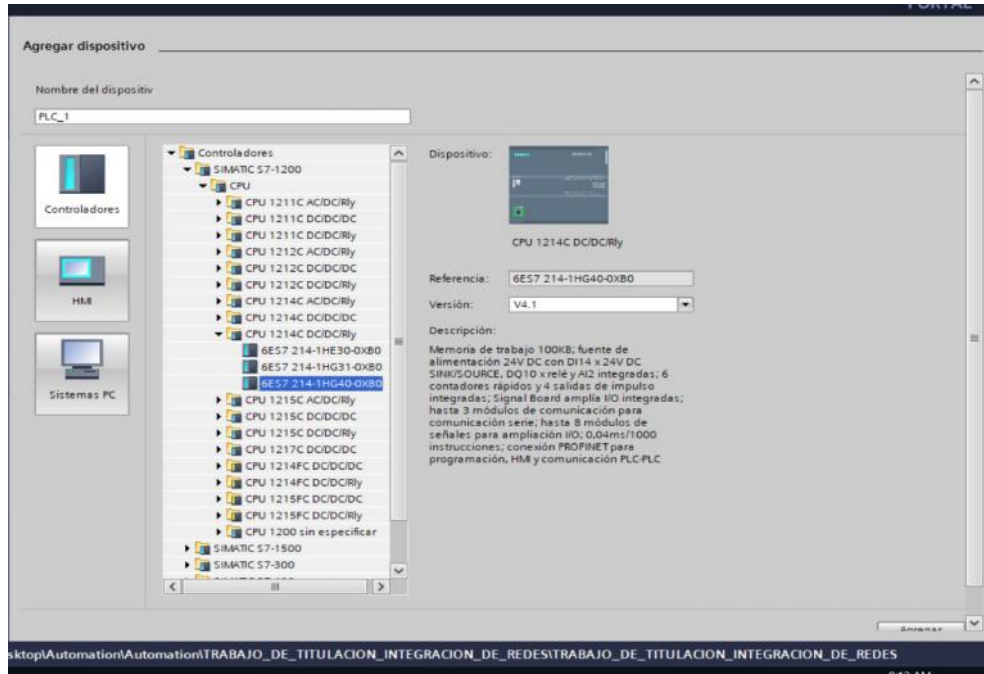 PORTAL
Agregar dispositivo
Nombre del dispositiv
PLC_1
Controladores
HMI
Sistemas PC
Controladores
SIMATIC S7-1200
CPU
CPU 1211C AC/DC/Rly
CPU 1211C DC/DC/DC
CPU 1211C DC/DC/Rly
CPU 1212C AC/DC/Rly
CPU 1212C DC/DC/DC
CPU 1212C DC/DC/Rly
CPU 1214C AC/DC/Rly
CPU 1214C DC/DC/DC
CPU 1214C DC/DC/Rly
6ES7 214-1HE30-0XB0
6ES7 214-1HG31-0XB0
6ES7 214-1HG40-0XB0
CPU 1215C AC/DC/Rly
CPU 1215C DC/DC/DC
CPU 1215C DC/DC/Rly
CPU 1217C DC/DC/DC
CPU 1214FC DC/DC/DC
CPU 1214FC DC/DC/Rly
CPU 1215FC DC/DC/DC
CPU 1215FC DC/DC/Rly
CPU 1200 sin especificar
SIMATIC S7-1500
SIMATIC S7-300
Dispositivo:
CPU 1214C DC/DC/Rly
Referencia: 6ES7 214-1HG40-0XB0
Versión: V4.1
Descripción:
Memoria de trabajo 100KB; fuente de
alimentación 24V DC con DI14 x 24V DC
SINK/SOURCE, DQ10 x relé y AI2 integradas; 6
contadores rápidos y 4 salidas de impulso
integradas; Signal Board amplía I/O integradas;
hasta 3 módulos de comunicación para
comunicación serie; hasta 8 módulos de
señales para ampliación I/O; 0,04ms/1000
instrucciones; conexión PROFINET para
programación, HMI y comunicación PLC-PLC
Agregar
sktop\Automation\Automation\TRABAJO_DE_TITULACION_INTEGRACION_DE_REDES\TRABAJO_DE_TITULACION_INTEGRACION_DE_REDES